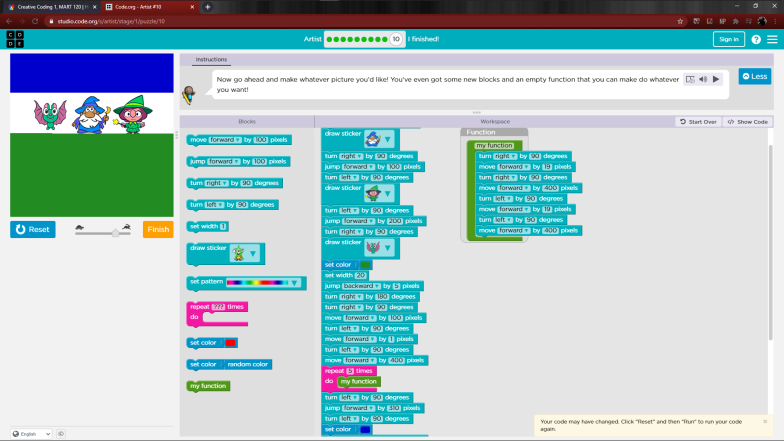 Creative Coding 1, MART 120 | H
Code.org - Artist #10
studio.code.org/s/artist/stage/1/puzzle/10
C O
D E
Artist
10
I finished!
Sign in
?
Instructions
Now go ahead and make whatever picture you'd like! You've even got some new blocks and an empty function that you can make do whatever
you want!
Less
Blocks
Workspace
Start Over
</> Show Code
Reset
Finish
move forward by 100 pixels
jump forward by 100 pixels
turn right by 90 degrees
turn left by 90 degrees
set width 1
draw sticker
set pattern
repeat ??? times
do
set color
set color random color
my function
draw sticker
turn right by 90 degrees
jump forward by 100 pixels
turn left by 90 degrees
draw sticker
turn left by 90 degrees
jump forward by 200 pixels
turn right by 90 degrees
draw sticker
set color
set width 20
jump backward by 5 pixels
turn right by 180 degrees
turn right by 90 degrees
move forward by 100 pixels
turn left by 90 degrees
move forward by 1 pixels
turn left by 90 degrees
move forward by 400 pixels
repeat 5 times
do my function
turn left by 90 degrees
jump forward by 310 pixels
turn left by 90 degrees
set color
Function
my function
turn right by 90 degrees
move forward by 19 pixels
turn right by 90 degrees
move forward by 400 pixels
turn left by 90 degrees
move forward by 19 pixels
turn left by 90 degrees
move forward by 400 pixels
Your code may have changed. Click "Reset" and then "Run" to run your code
again.
English